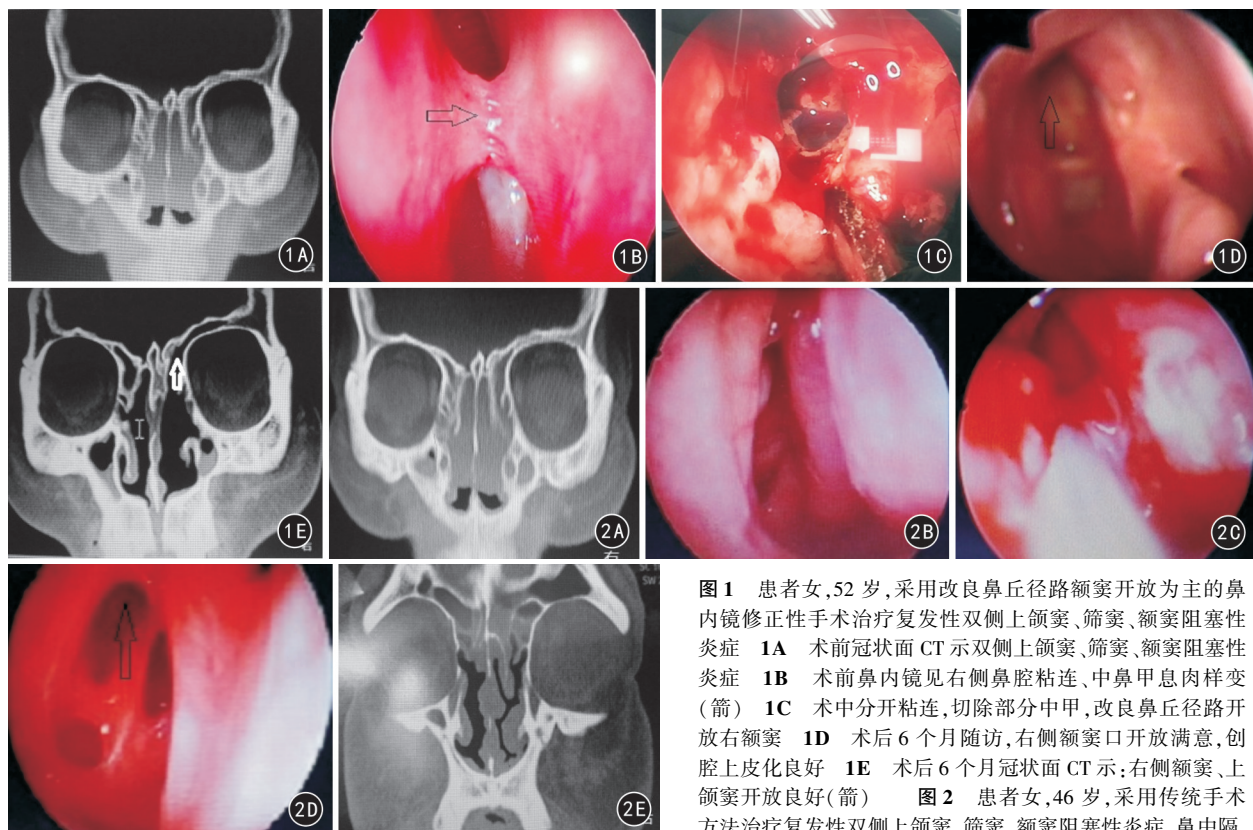 1A
1B
1C
1D
1E
2A
右
2B
2C
2D
2E
图1 患者女,52岁,采用改良鼻丘径路额窦开放为主的鼻
内镜修正性手术治疗复发性双侧上颌窦、筛窦、额窦阻塞性
炎症 1A 术前冠状面CT示双侧上颌窦、筛窦、额窦阻塞性
炎症 1B 术前鼻内镜见右侧鼻腔粘连、中鼻甲息肉样变
(箭) 1C 术中分开粘连,切除部分中甲,改良鼻丘径路开
放右额窦 1D 术后6个月随访,右侧额窦口开放满意,创
腔上皮化良好 1E 术后6个月冠状面CT示:右侧额窦、上
颌窦开放良好(箭) 图2 患者女,46岁,采用传统手术